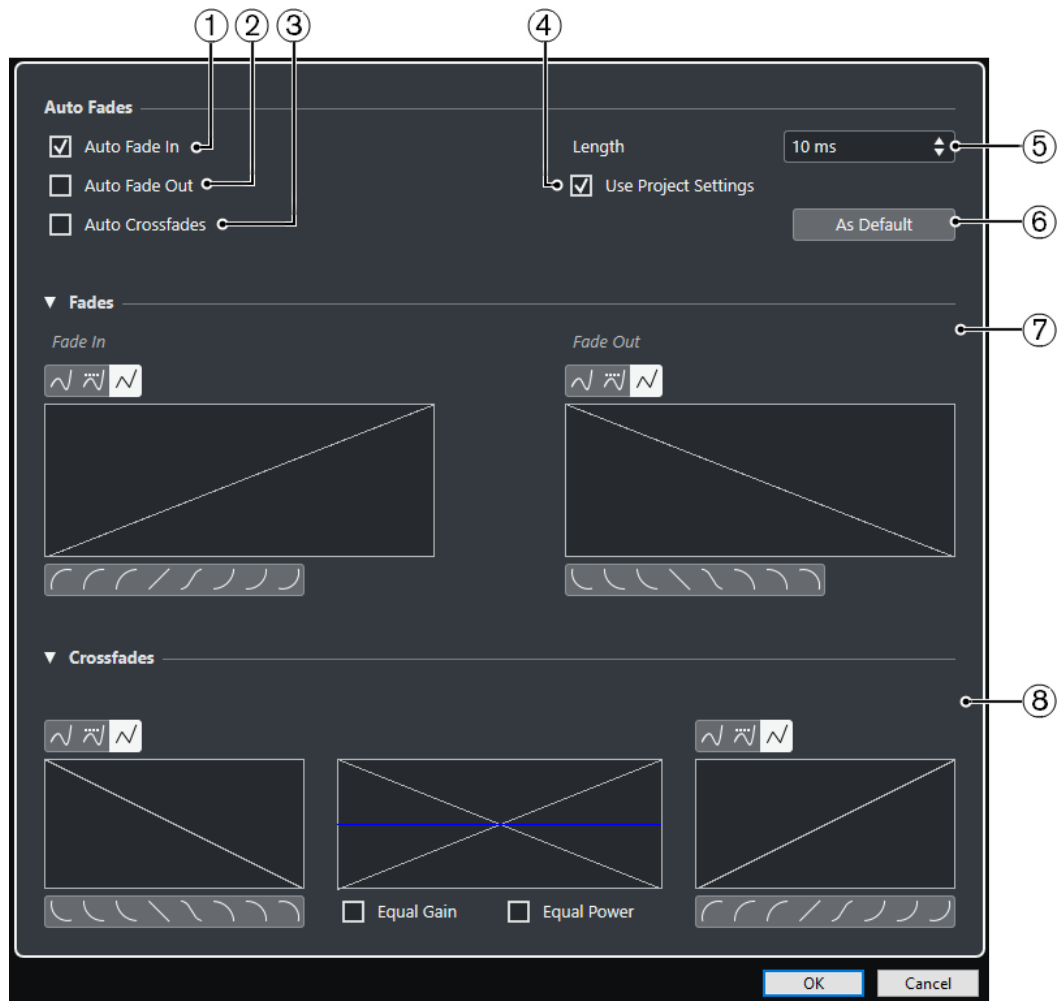 ① ② ③ ④
Auto Fades
Auto Fade In
Length
10 ms
⑤
Auto Fade Out
Use Project Settings
Auto Crossfades
As Default
⑥
Fades
⑦
Fade In
Fade Out
Crossfades
⑧
Equal Gain
Equal Power
OK
Cancel